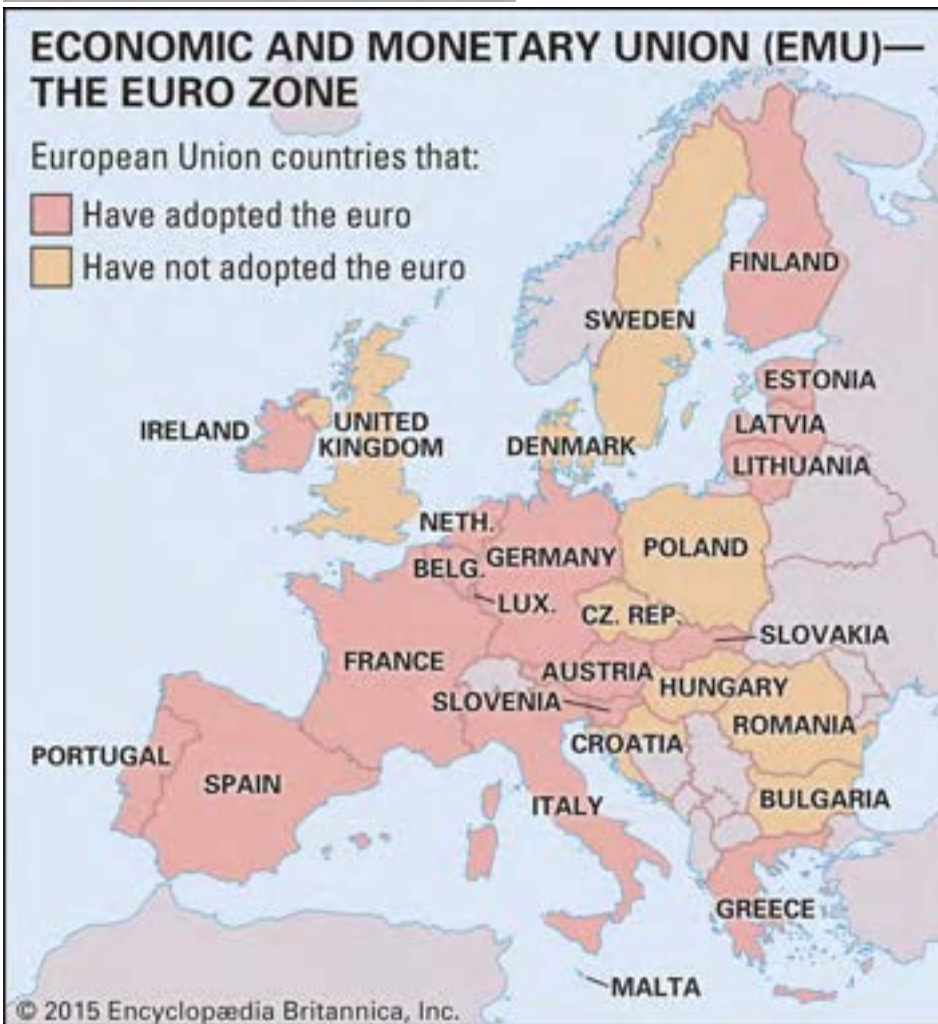 ECONOMIC AND MONETARY UNION (EMU)—
THE EURO ZONE
European Union countries that:
Have adopted the euro
Have not adopted the euro
FINLAND
SWEDEN
ESTONIA
LATVIA
LITHUANIA
IRELAND
UNITED
KINGDOM
DENMARK
NETH.
BELG.
GERMANY
POLAND
LUX.
CZ. REP.
SLOVAKIA
FRANCE
AUSTRIA
HUNGARY
SLOVENIA
ROMANIA
CROATIA
PORTUGAL
SPAIN
ITALY
BULGARIA
GREECE
MALTA
© 2015 Encyclopædia Britannica, Inc.